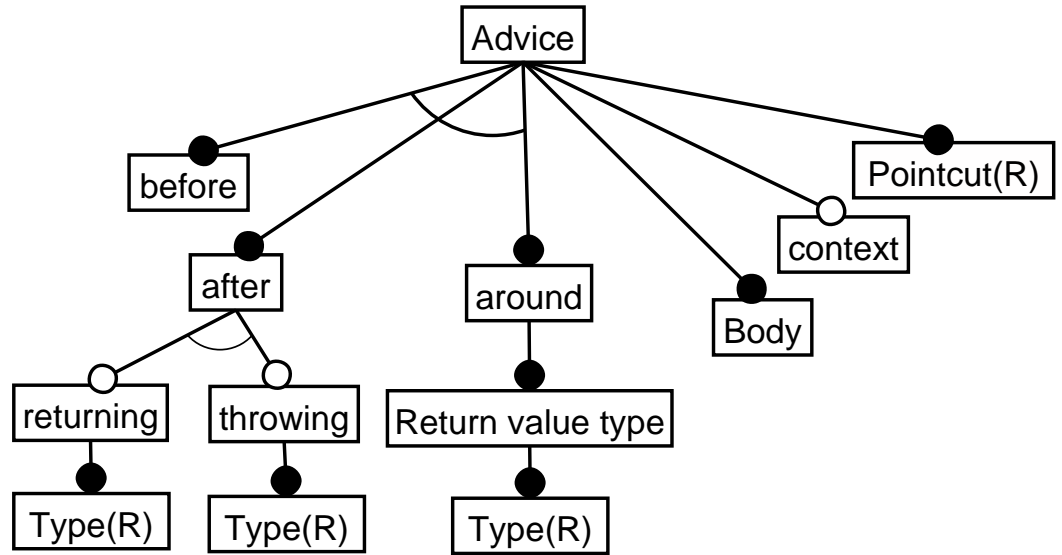 Advice
before
Pointcut(R)
context
after
around
Body
returning
throwing
Return value type
Type(R)
Type(R)
Type(R)